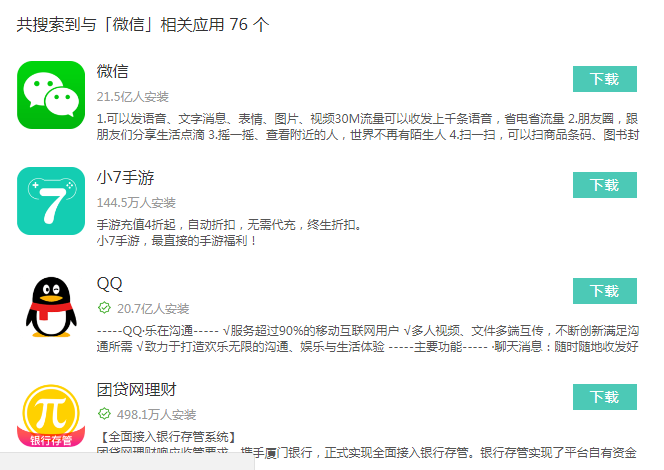 共搜索到与「微信」相关应用 76 个
微信
下载
21.5亿人安装
1.可以发语音、文字消息、表情、图片、视频30M流量可以收发上千条语音，省电省流量 2.朋友圈，跟
朋友们分享生活点滴 3.摇一摇、查看附近的人，世界不再有陌生人 4.扫一扫，可以扫商品条码、图书封
小7手游
下载
7
144.5万人安装
手游充值4折起，自动折扣，无需代充，终生折扣。
小7手游，最直接的手游福利！
QQ
下载
20.7亿人安装
-----QQ·乐在沟通----- √服务超过90%的移动互联网用户 √多人视频、文件多端互传，不断创新满足沟
通所需 √致力于打造欢乐无限的沟通、娱乐与生活体验 -----主要功能----- ·聊天消息：随时随地收发好
团贷网理财
下载
498.1万人安装
银行存管
【全面接入银行存管系统】
团贷网理财响应监管要求，携手厦门银行，正式实现全面接入银行存管。银行存管实现了平台自有资金